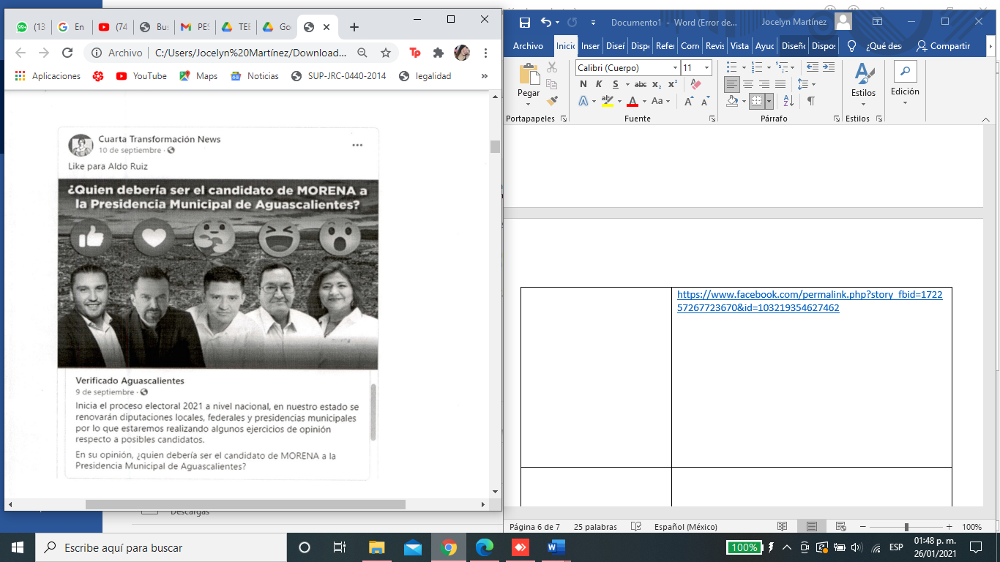 (13
En
(74
Bu
PES
TEE
Go
Archivo
C:/Users/Jocelyn%20Martínez/Download...
Aplicaciones
YouTube
Maps
Noticias
SUP-JRC-0440-2014
legalidad
»
Cuarta Transformación News
10 de septiembre ·
Like para Aldo Ruiz
¿Quien debería ser el candidato de MORENA a
la Presidencia Municipal de Aguascalientes?
Verificado Aguascalientes
9 de septiembre ·
Inicia el proceso electoral 2021 a nivel nacional, en nuestro estado se
renovarán diputaciones locales, federales y presidencias municipales
por lo que estaremos realizando algunos ejercicios de opinión
respecto a posibles candidatos.
En su opinión, ¿quien debería ser el candidato de MORENA a la
Presidencia Municipal de Aguascalientes?
Descargas
Documento1 - Word (Error de...
Jocelyn Martínez
Archivo
Inicio
Inser
Diseñ
Dispo
Refer
Corre
Revis
Vista
Ayuc
Diseño
Dispos
¿Qué des
Compartir
Pegar
Portapapeles
Calibri (Cuerpo)
11
N K S abc x₂ x²
A
A
Aa
A
A
Fuente
Párrafo
Estilos
Estilos
Edición
https://www.facebook.com/permalink.php?story_fbid=1722
57267723670&id=103219354627462
Página 6 de 7
25 palabras
Español (México)
100%
Escribe aquí para buscar
100%
ESP
01:48 p. m.
26/01/2021